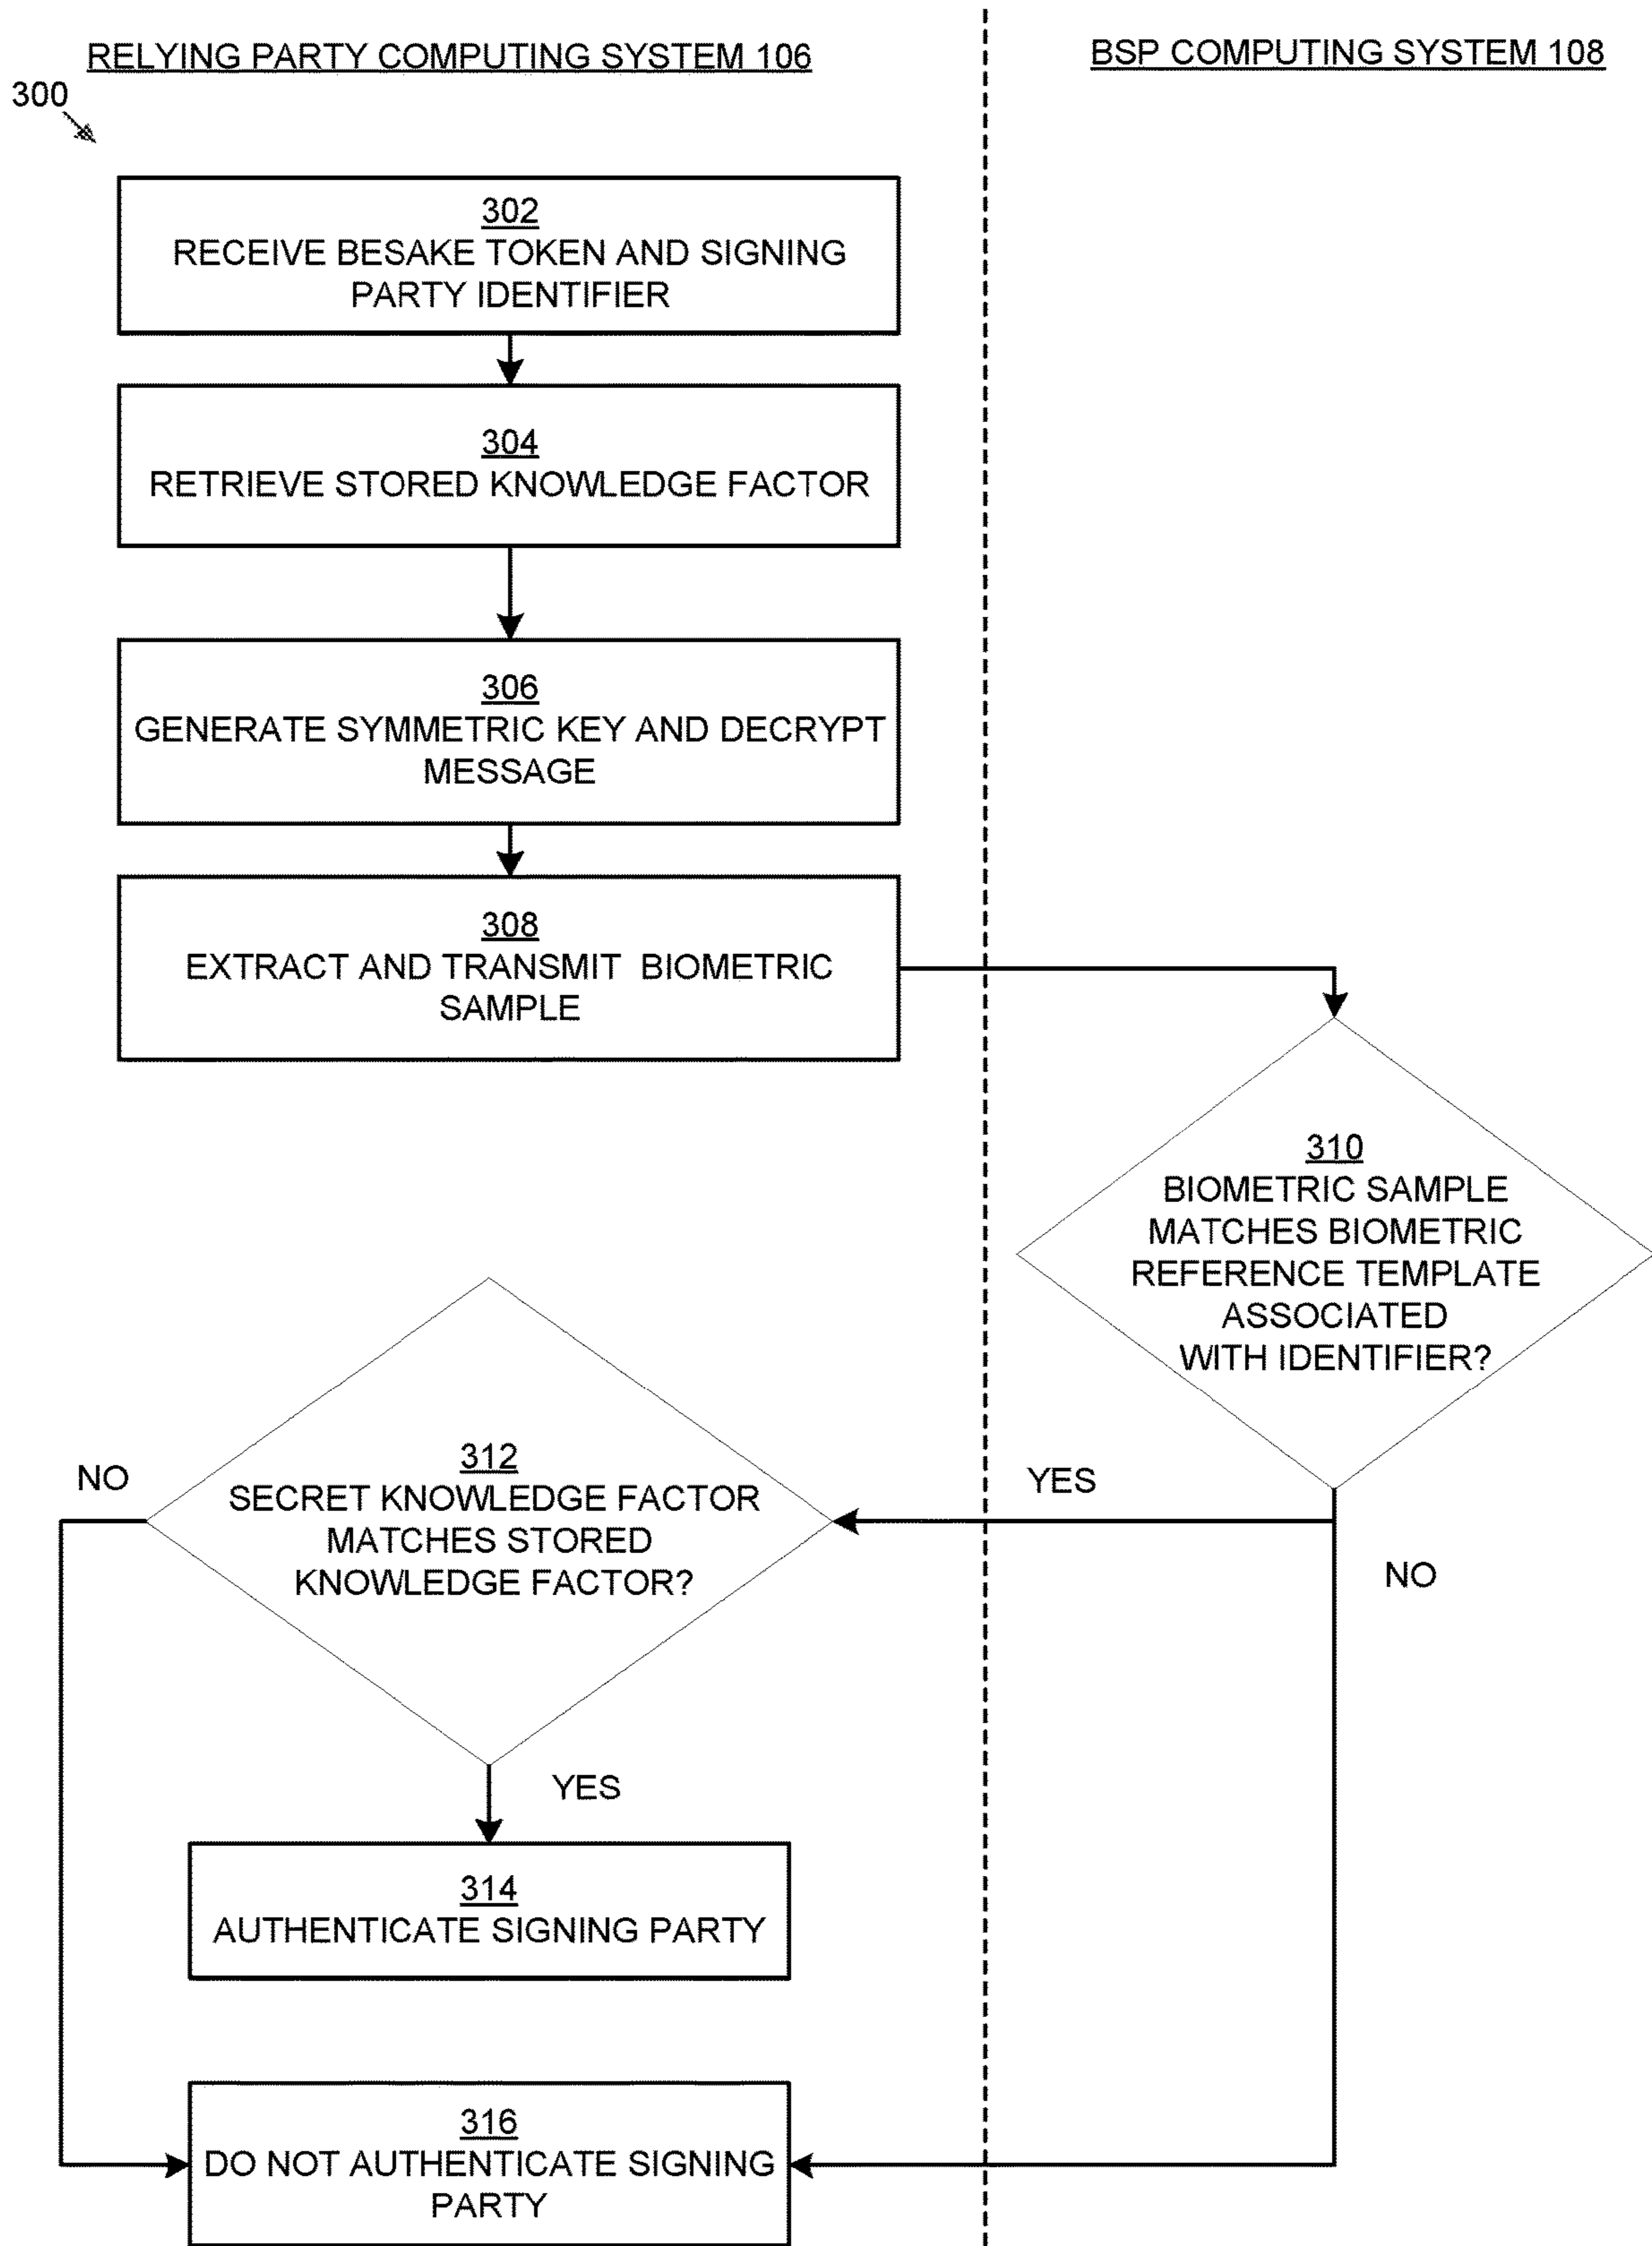 RELYING PARTY COMPUTING SYSTEM 106
BSP COMPUTING SYSTEM 108
300
302
RECEIVE BESAKE TOKEN AND SIGNING
PARTY IDENTIFIER
304
RETRIEVE STORED KNOWLEDGE FACTOR
306
GENERATE SYMMETRIC KEY AND DECRYPT
MESSAGE
308
EXTRACT AND TRANSMIT BIOMETRIC
SAMPLE
310
BIOMETRIC SAMPLE
MATCHES BIOMETRIC
REFERENCE TEMPLATE
ASSOCIATED
WITH IDENTIFIER?
YES
NO
312
SECRET KNOWLEDGE FACTOR
MATCHES STORED
KNOWLEDGE FACTOR?
NO
YES
314
AUTHENTICATE SIGNING PARTY
316
DO NOT AUTHENTICATE SIGNING
PARTY